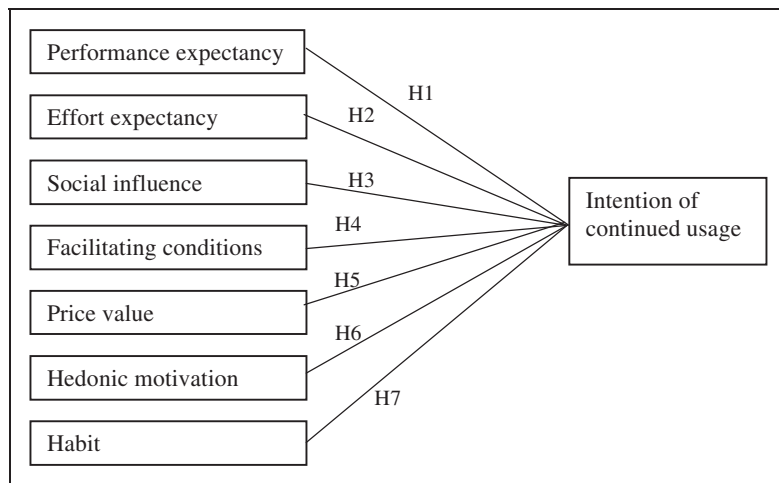 Performance expectancy
H1
Effort expectancy
H2
Social influence
H3
Facilitating conditions
H4
Price value
H5
Hedonic motivation
H6
Habit
H7
Intention of
continued usage